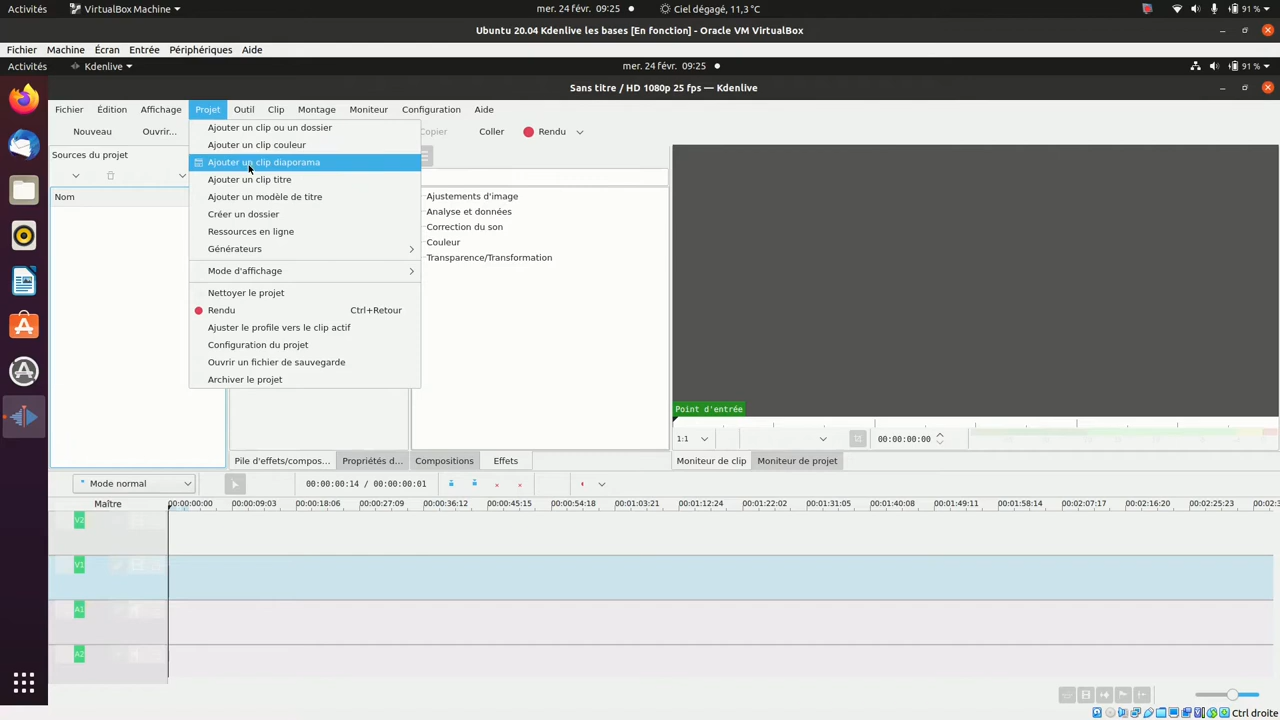 Activités VirtualBox Machine mer. 24 févr. 09:25 Ciel dégagé, 11,3 °C 91 %
Ubuntu 20.04 Kdenlive les bases [En fonction] - Oracle VM VirtualBox
Fichier Machine Écran Entrée Périphériques Aide
Activités Kdenlive mer. 24 févr. 09:25 91 %
Sans titre / HD 1080p 25 fps — Kdenlive
Fichier Édition Affichage Projet Outil Clip Montage Moniteur Configuration Aide
Nouveau Ouvrir... Copier Coller Rendu
Sources du projet
Nom
Ajouter un clip ou un dossier
Ajouter un clip couleur
Ajouter un clip diaporama
Ajouter un clip titre
Ajouter un modèle de titre
Créer un dossier
Ressources en ligne
Générateurs
Mode d'affichage
Nettoyer le projet
Rendu Ctrl+Retour
Ajuster le profile vers le clip actif
Configuration du projet
Ouvrir un fichier de sauvegarde
Archiver le projet
Ajustements d'image
Analyse et données
Correction du son
Couleur
Transparence/Transformation
Point d'entrée
1:1 00:00:00:00
Pile d'effets/compos... Propriétés d... Compositions Effets Moniteur de clip Moniteur de projet
Mode normal 00:00:00:14 / 00:00:00:01
Maître 00:00:00:00 00:00:09:03 00:00:18:06 00:00:27:09 00:00:36:12 00:00:45:15 00:00:54:18 00:01:03:21 00:01:12:24 00:01:22:02 00:01:31:05 00:01:40:08 00:01:49:11 00:01:58:14 00:02:07:17 00:02:16:20 00:02:25:23
V2
V1
A1
A2
Ctrl droite